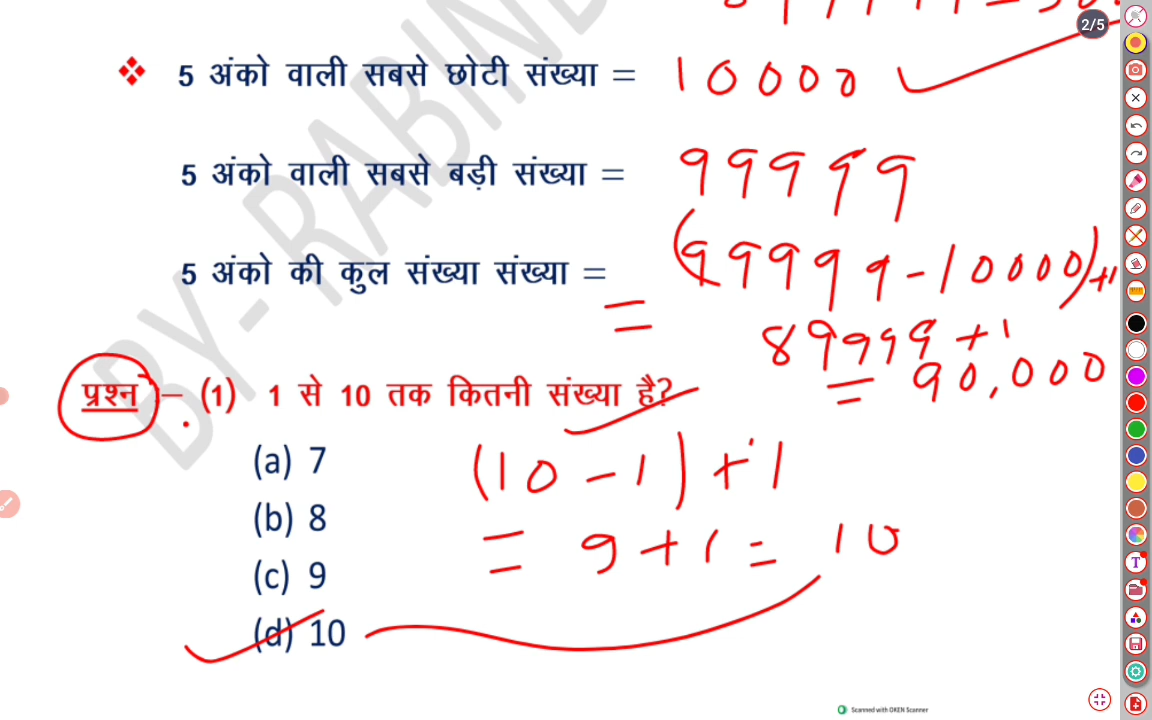 2/5
❖ 5 अंको वाली सबसे छोटी संख्या = 10000
5 अंको वाली सबसे बड़ी संख्या = 99999
5 अंको की कुल संख्या संख्या = (99999-10000)+1
= 89999+1
= 90,000
प्रश्न – (1) 1 से 10 तक कितनी संख्या है?
(a) 7
(10-1)+1
(b) 8
= 9+1= 10
(c) 9
(d) 10
BY- RABIND
Scanned with OKEN Scanner